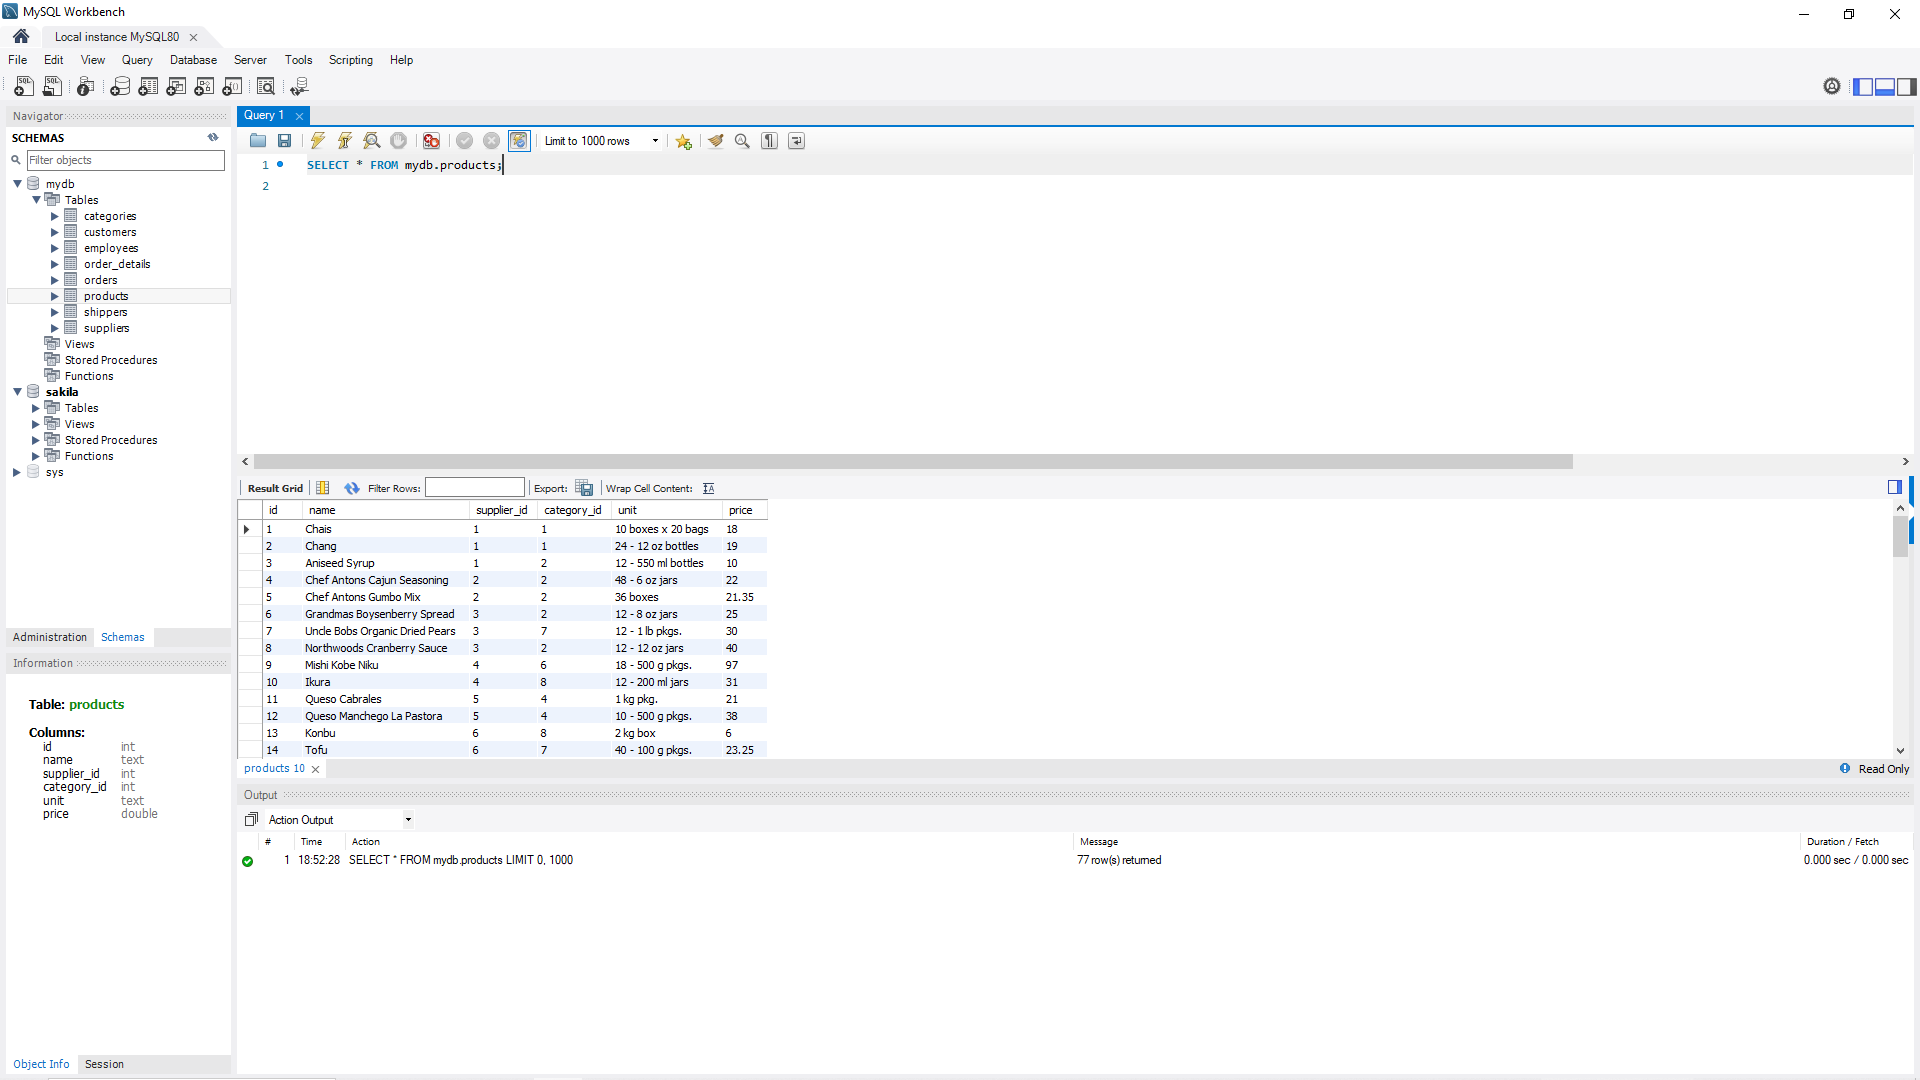 MySQL Workbench
Local instance MySQL80
File Edit View Query Database Server Tools Scripting Help
Navigator
SCHEMAS
Filter objects
mydb
Tables
categories
customers
employees
order_details
orders
products
shippers
suppliers
Views
Stored Procedures
Functions
sakila
Tables
Views
Stored Procedures
Functions
sys
Administration Schemas
Information
Table: products
Columns:
id int
name text
supplier_id int
category_id int
unit text
price double
Object Info Session
Query 1
Limit to 1000 rows
1 SELECT * FROM mydb.products;
2
Result Grid Filter Rows: Export: Wrap Cell Content:
id name supplier_id category_id unit price
1 Chais 1 1 10 boxes x 20 bags 18
2 Chang 1 1 24 - 12 oz bottles 19
3 Aniseed Syrup 1 2 12 - 550 ml bottles 10
4 Chef Antons Cajun Seasoning 2 2 48 - 6 oz jars 22
5 Chef Antons Gumbo Mix 2 2 36 boxes 21.35
6 Grandmas Boysenberry Spread 3 2 12 - 8 oz jars 25
7 Uncle Bobs Organic Dried Pears 3 7 12 - 1 lb pkgs. 30
8 Northwoods Cranberry Sauce 3 2 12 - 12 oz jars 40
9 Mishi Kobe Niku 4 6 18 - 500 g pkgs. 97
10 Ikura 4 8 12 - 200 ml jars 31
11 Queso Cabrales 5 4 1 kg pkg. 21
12 Queso Manchego La Pastora 5 4 10 - 500 g pkgs. 38
13 Konbu 6 8 2 kg box 6
14 Tofu 6 7 40 - 100 g pkgs. 23.25
products 10 Read Only
Output
Action Output
# Time Action Message Duration / Fetch
1 18:52:28 SELECT * FROM mydb.products LIMIT 0, 1000 77 row(s) returned 0.000 sec / 0.000 sec